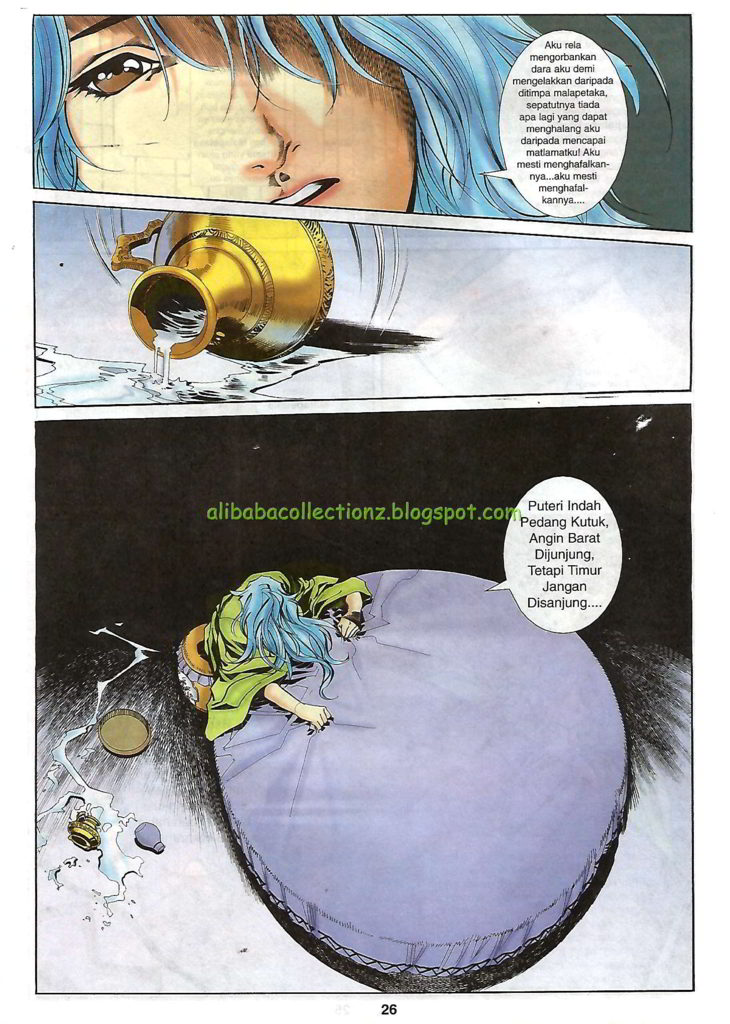 Aku rela
mengorbankan
dara aku demi
mengelakkan daripada
ditimpa malapetaka,
sepatutnya tiada
apa lagi yang dapat
menghalang aku
daripada mencapai
matlamatku! Aku
mesti menghafalkan-
nya...aku mesti
menghafal-
kannya....
alibabacollectionz.blogspot.com
Puteri Indah
Pedang Kutuk,
Angin Barat
Dijunjung,
Tetapi Timur
Jangan
Disanjung....
26